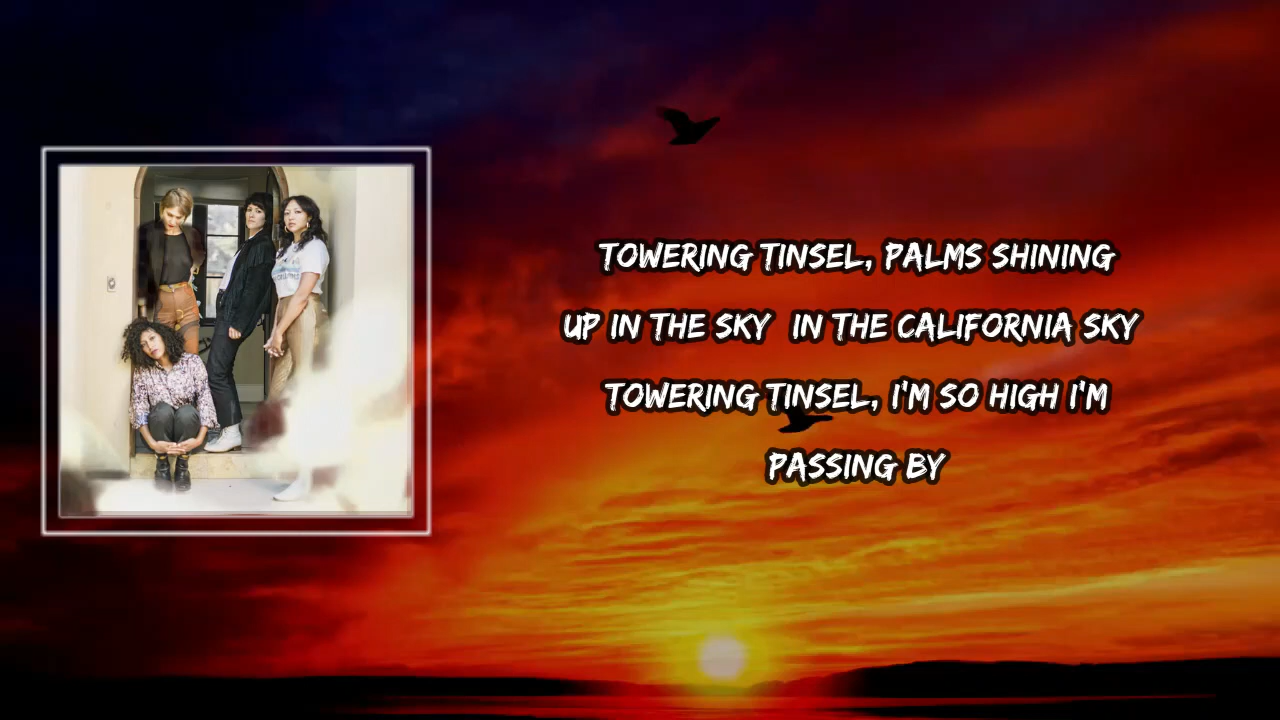 TOWERING TINSEL, PALMS SHINING
UP IN THE SKY IN THE CALIFORNIA SKY
TOWERING TINSEL, I'M SO HIGH I'M
PASSING BY